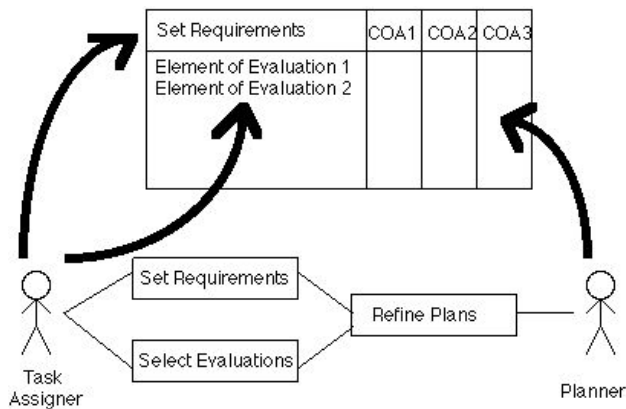 Set Requirements COA1 COA2 COA3
Element of Evaluation 1
Element of Evaluation 2
Set Requirements
Refine Plans
Select Evaluations
Task
Assigner
Planner